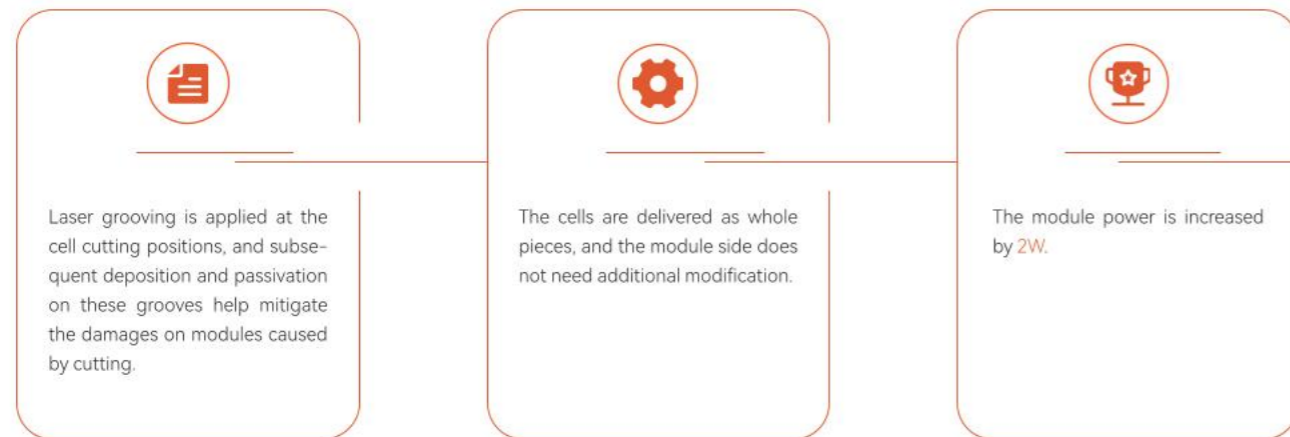 Laser grooving is applied at the
cell cutting positions, and subse-
quent deposition and passivation
on these grooves help mitigate
the damages on modules caused
by cutting.
The cells are delivered as whole
pieces, and the module side does
not need additional modification.
The module power is increased
by 2W.